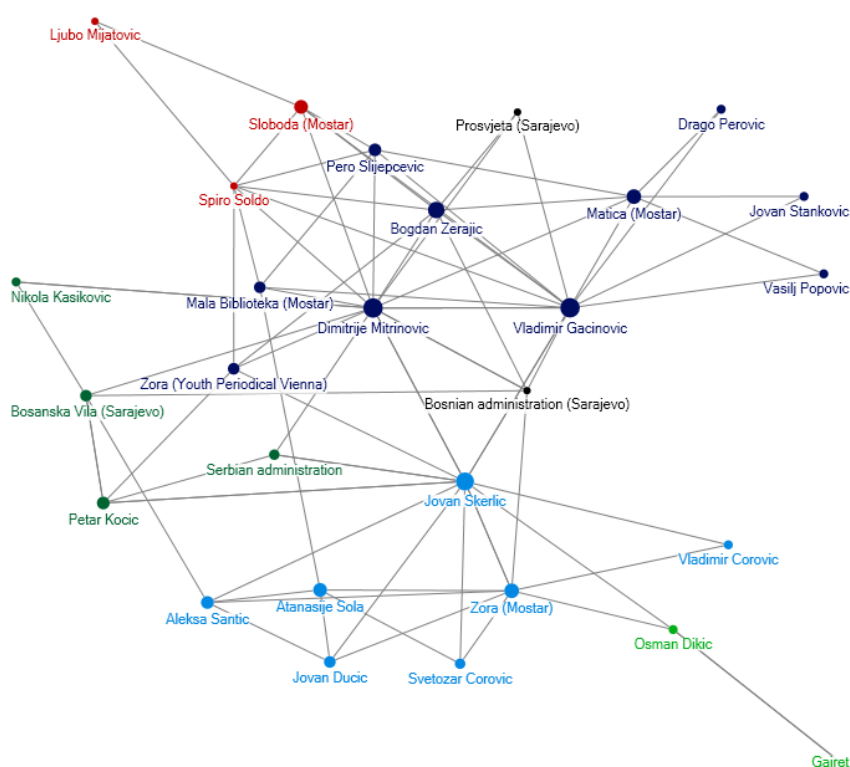 Ljubo Mijatovic
Sloboda (Mostar)
Prosvjeta (Sarajevo)
Drago Perovic
Pero Slijepcevic
Spiro Soldo
Matica (Mostar)
Jovan Stankovic
Bogdan Zerajic
Vasilj Popovic
Nikola Kasikovic
Mala Biblioteka (Mostar)
Dimitrije Mitrinovic
Vladimir Gacinovic
Zora (Youth Periodical Vienna)
Bosnian administration (Sarajevo)
Bosanska Vila (Sarajevo)
Serbian administration
Jovan Skerlic
Petar Kocic
Vladimir Corovic
Aleksa Santic
Atanasije Sola
Zora (Mostar)
Osman Dikic
Jovan Ducic
Svetozar Corovic
Gairet